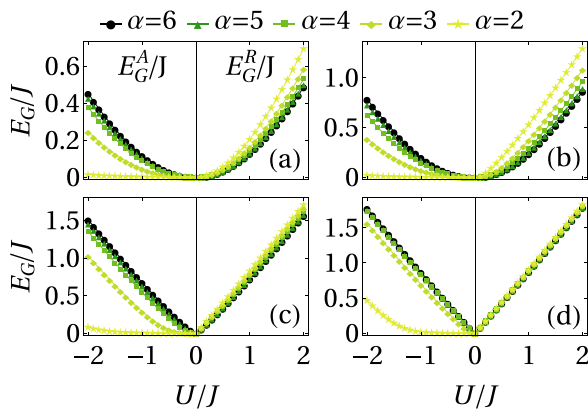 α=6 α=5 α=4 α=3 α=2
E_G^A/J E_G^R/J
E_G/J
0.6
0.4
0.2
0
(a)
1.0
0.5
0
(b)
E_G/J
1.5
1.0
0.5
0
(c)
−2 −1 0 1 2
U/J
1.5
1.0
0.5
0
(d)
−2 −1 0 1 2
U/J